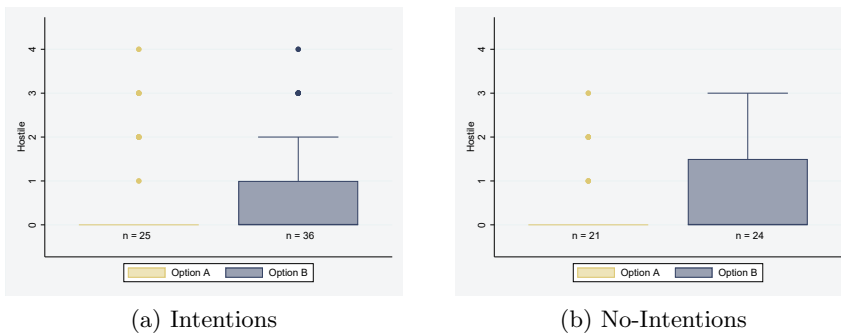 Hostile
4
3
2
1
0
n = 25
n = 36
Option A
Option B
(a) Intentions
Hostile
4
3
2
1
0
n = 21
n = 24
Option A
Option B
(b) No-Intentions